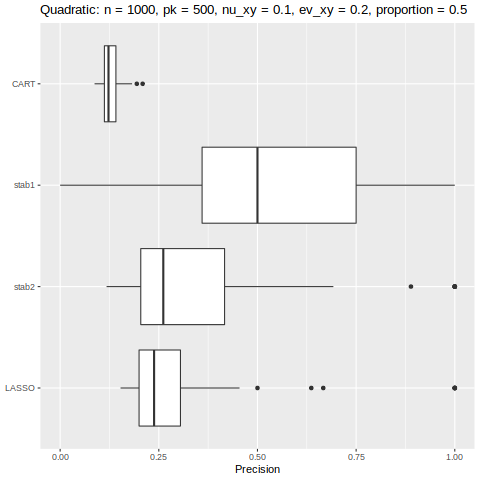 Quadratic: n = 1000, pk = 500, nu_xy = 0.1, ev_xy = 0.2, proportion = 0.5
CART
stab1
stab2
LASSO
0.00 0.25 0.50 0.75 1.00
Precision